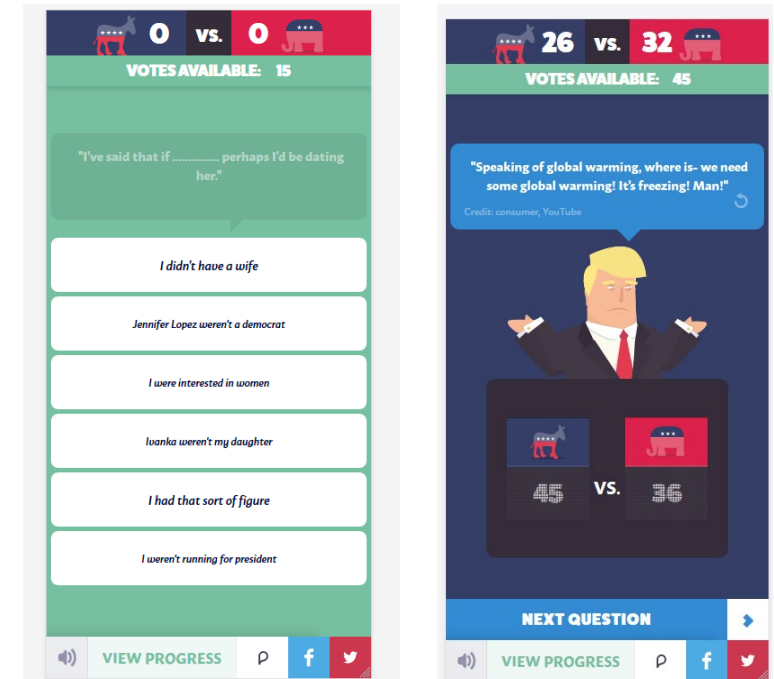 0 VS. 0
VOTES AVAILABLE: 15
"I've said that if ............... perhaps I'd be dating
her."
I didn't have a wife
Jennifer Lopez weren't a democrat
I were interested in women
Ivanka weren't my daughter
I had that sort of figure
I weren't running for president
VIEW PROGRESS
26 VS. 32
VOTES AVAILABLE: 45
"Speaking of global warming, where is- we need
some global warming! It's freezing! Man!"
Credit: consumer, YouTube
45 VS. 36
NEXT QUESTION
VIEW PROGRESS